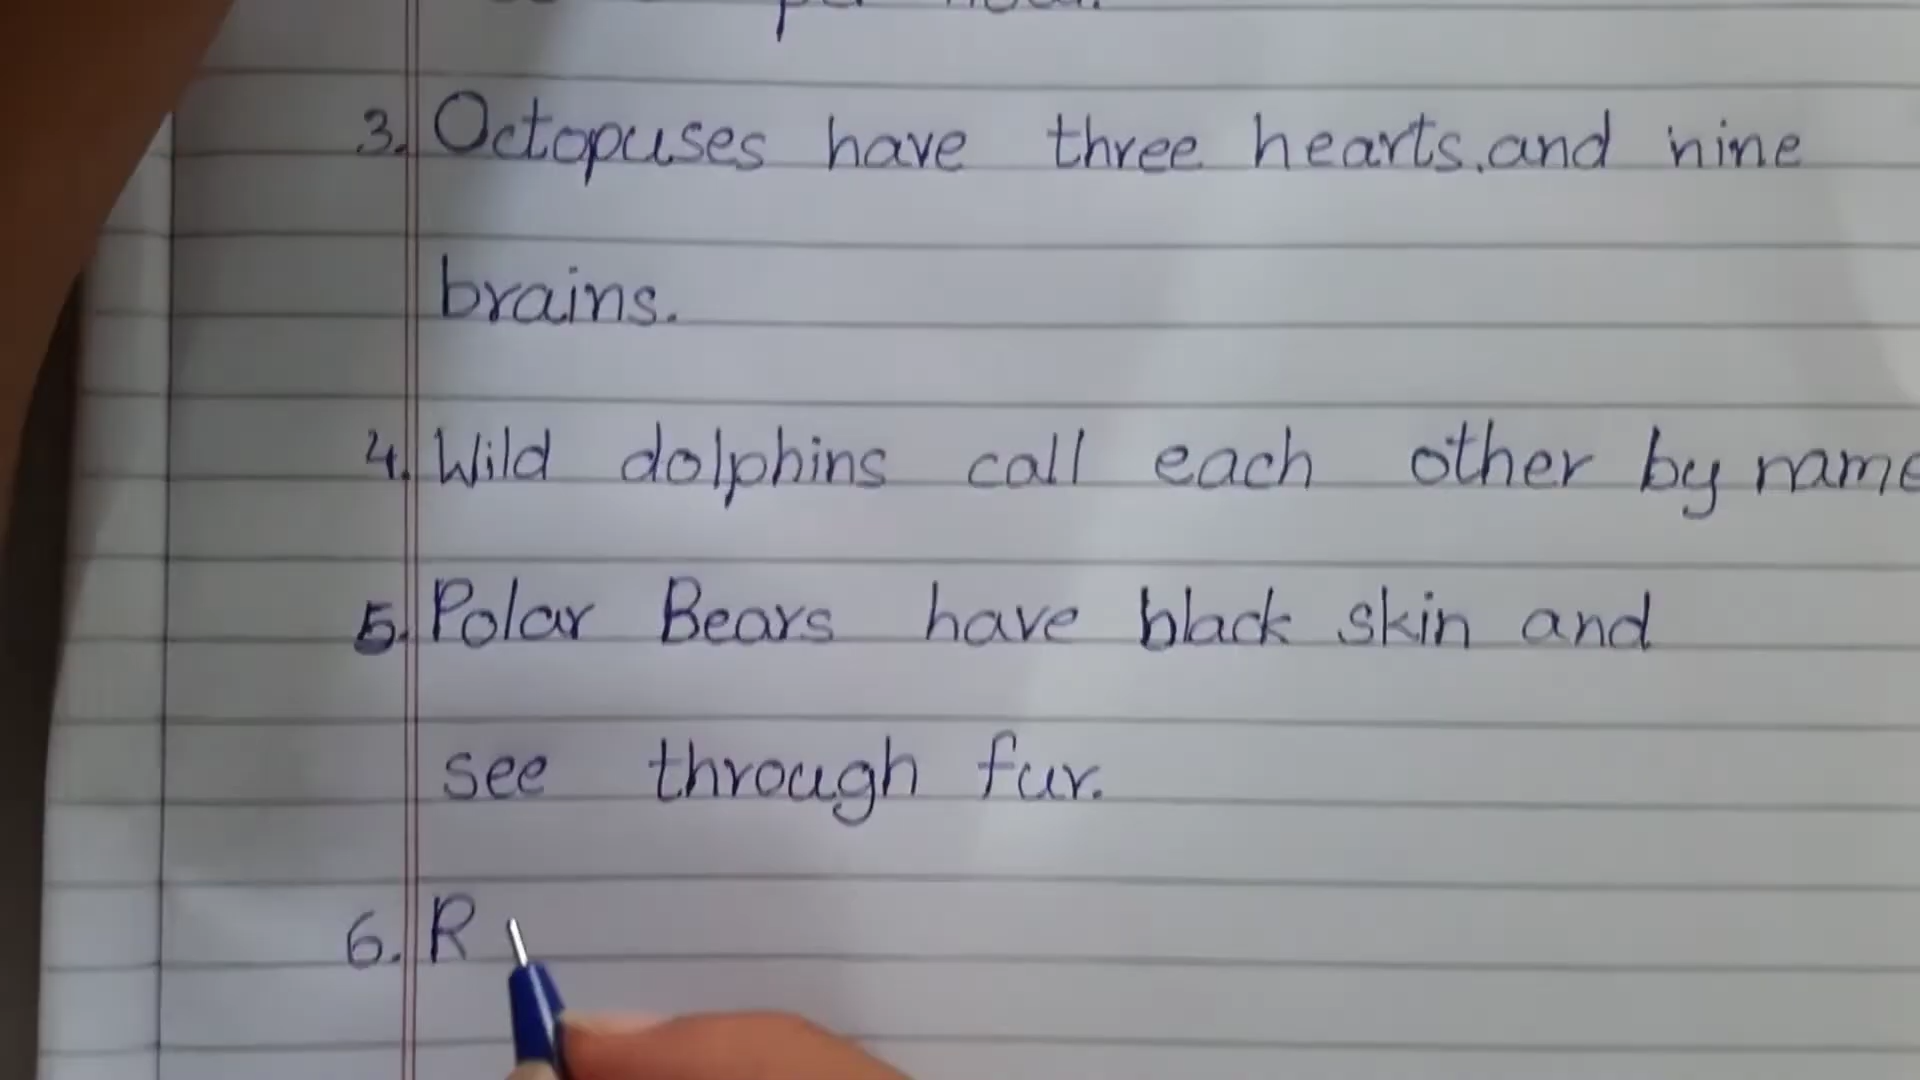 3. Octopuses have three hearts.and nine
brains.
4. Wild dolphins call each other by name
5. Polar Bears have black skin and
see through fur.
6. R